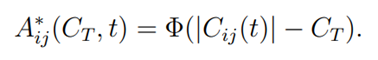 A*ij(CT, t) = Φ(|Cij(t)| − CT).